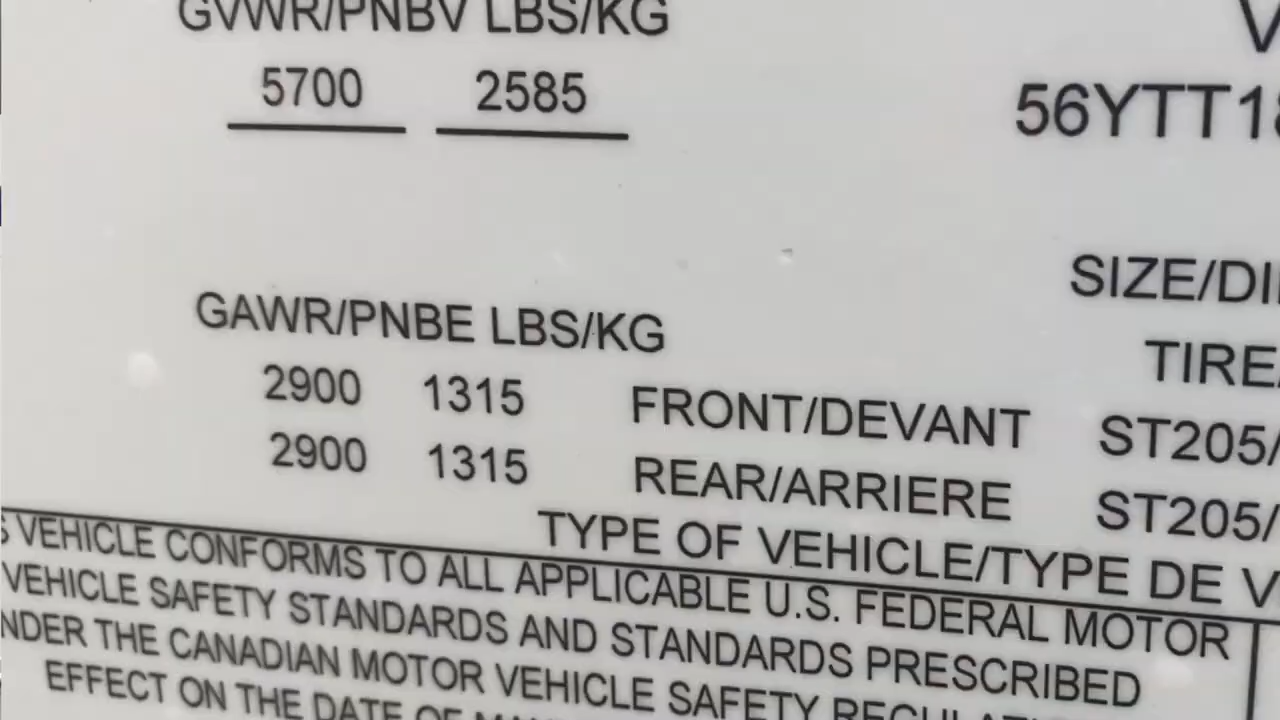 GVWR/PNBV LBS/KG
5700 2585
56YTT1
SIZE/DI
GAWR/PNBE LBS/KG
TIRE/
2900 1315 FRONT/DEVANT ST205/
2900 1315 REAR/ARRIERE ST205/
TYPE OF VEHICLE/TYPE DE V
VEHICLE CONFORMS TO ALL APPLICABLE U.S. FEDERAL MOTOR
VEHICLE SAFETY STANDARDS AND STANDARDS PRESCRIBED
NDER THE CANADIAN MOTOR VEHICLE SAFETY
EFFECT ON THE DATE OF